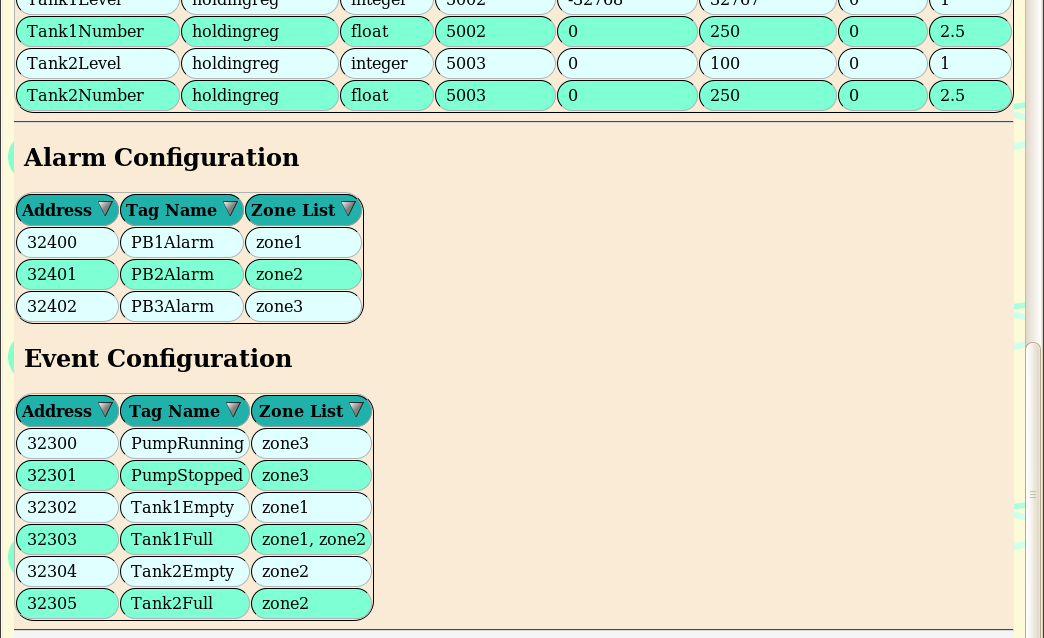 Tank1Level holdingreg integer 5002 -32768 32767 0 1
Tank1Number holdingreg float 5002 0 250 0 2.5
Tank2Level holdingreg integer 5003 0 100 0 1
Tank2Number holdingreg float 5003 0 250 0 2.5
Alarm Configuration
Address Tag Name Zone List
32400 PB1Alarm zone1
32401 PB2Alarm zone2
32402 PB3Alarm zone3
Event Configuration
Address Tag Name Zone List
32300 PumpRunning zone3
32301 PumpStopped zone3
32302 Tank1Empty zone1
32303 Tank1Full zone1, zone2
32304 Tank2Empty zone2
32305 Tank2Full zone2